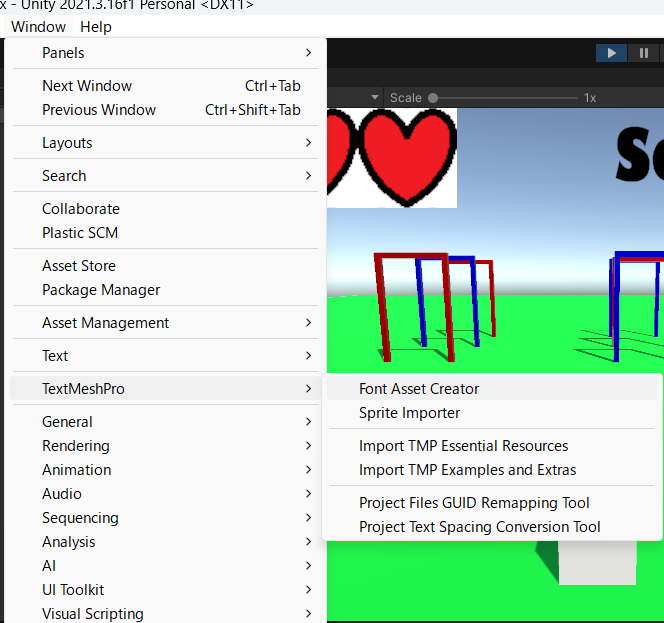 x - Unity 2021.3.16f1 Personal <DX11>
Window Help
Panels
Next Window Ctrl+Tab
Previous Window Ctrl+Shift+Tab
Layouts
Search
Collaborate
Plastic SCM
Asset Store
Package Manager
Asset Management
Text
TextMeshPro
General
Rendering
Animation
Audio
Sequencing
Analysis
AI
UI Toolkit
Visual Scripting
Scale 1x
Sc
Font Asset Creator
Sprite Importer
Import TMP Essential Resources
Import TMP Examples and Extras
Project Files GUID Remapping Tool
Project Text Spacing Conversion Tool